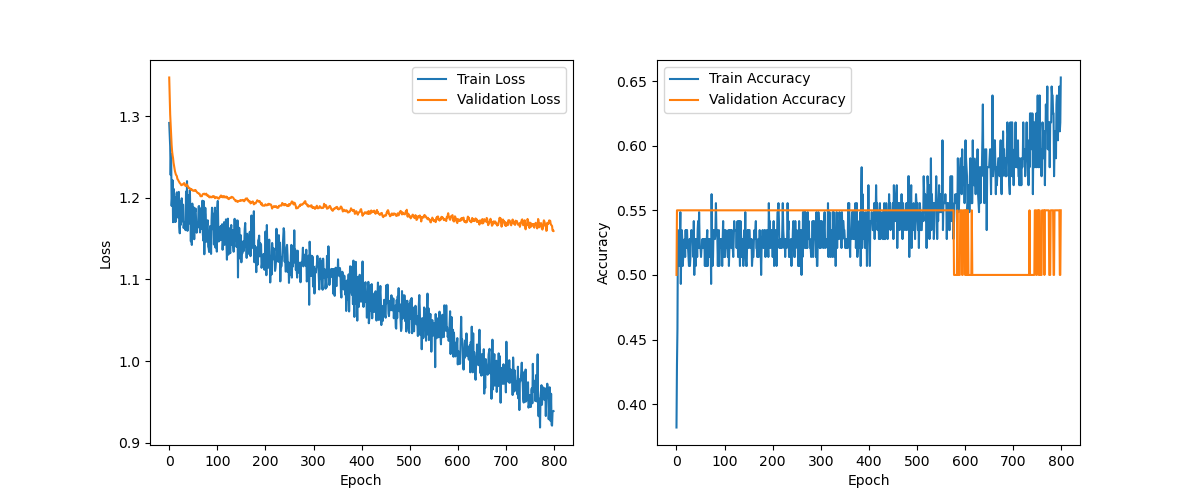 Train Loss
Validation Loss
Loss
1.3
1.2
1.1
1.0
0.9
0 100 200 300 400 500 600 700 800
Epoch
Train Accuracy
Validation Accuracy
Accuracy
0.65
0.60
0.55
0.50
0.45
0.40
0 100 200 300 400 500 600 700 800
Epoch